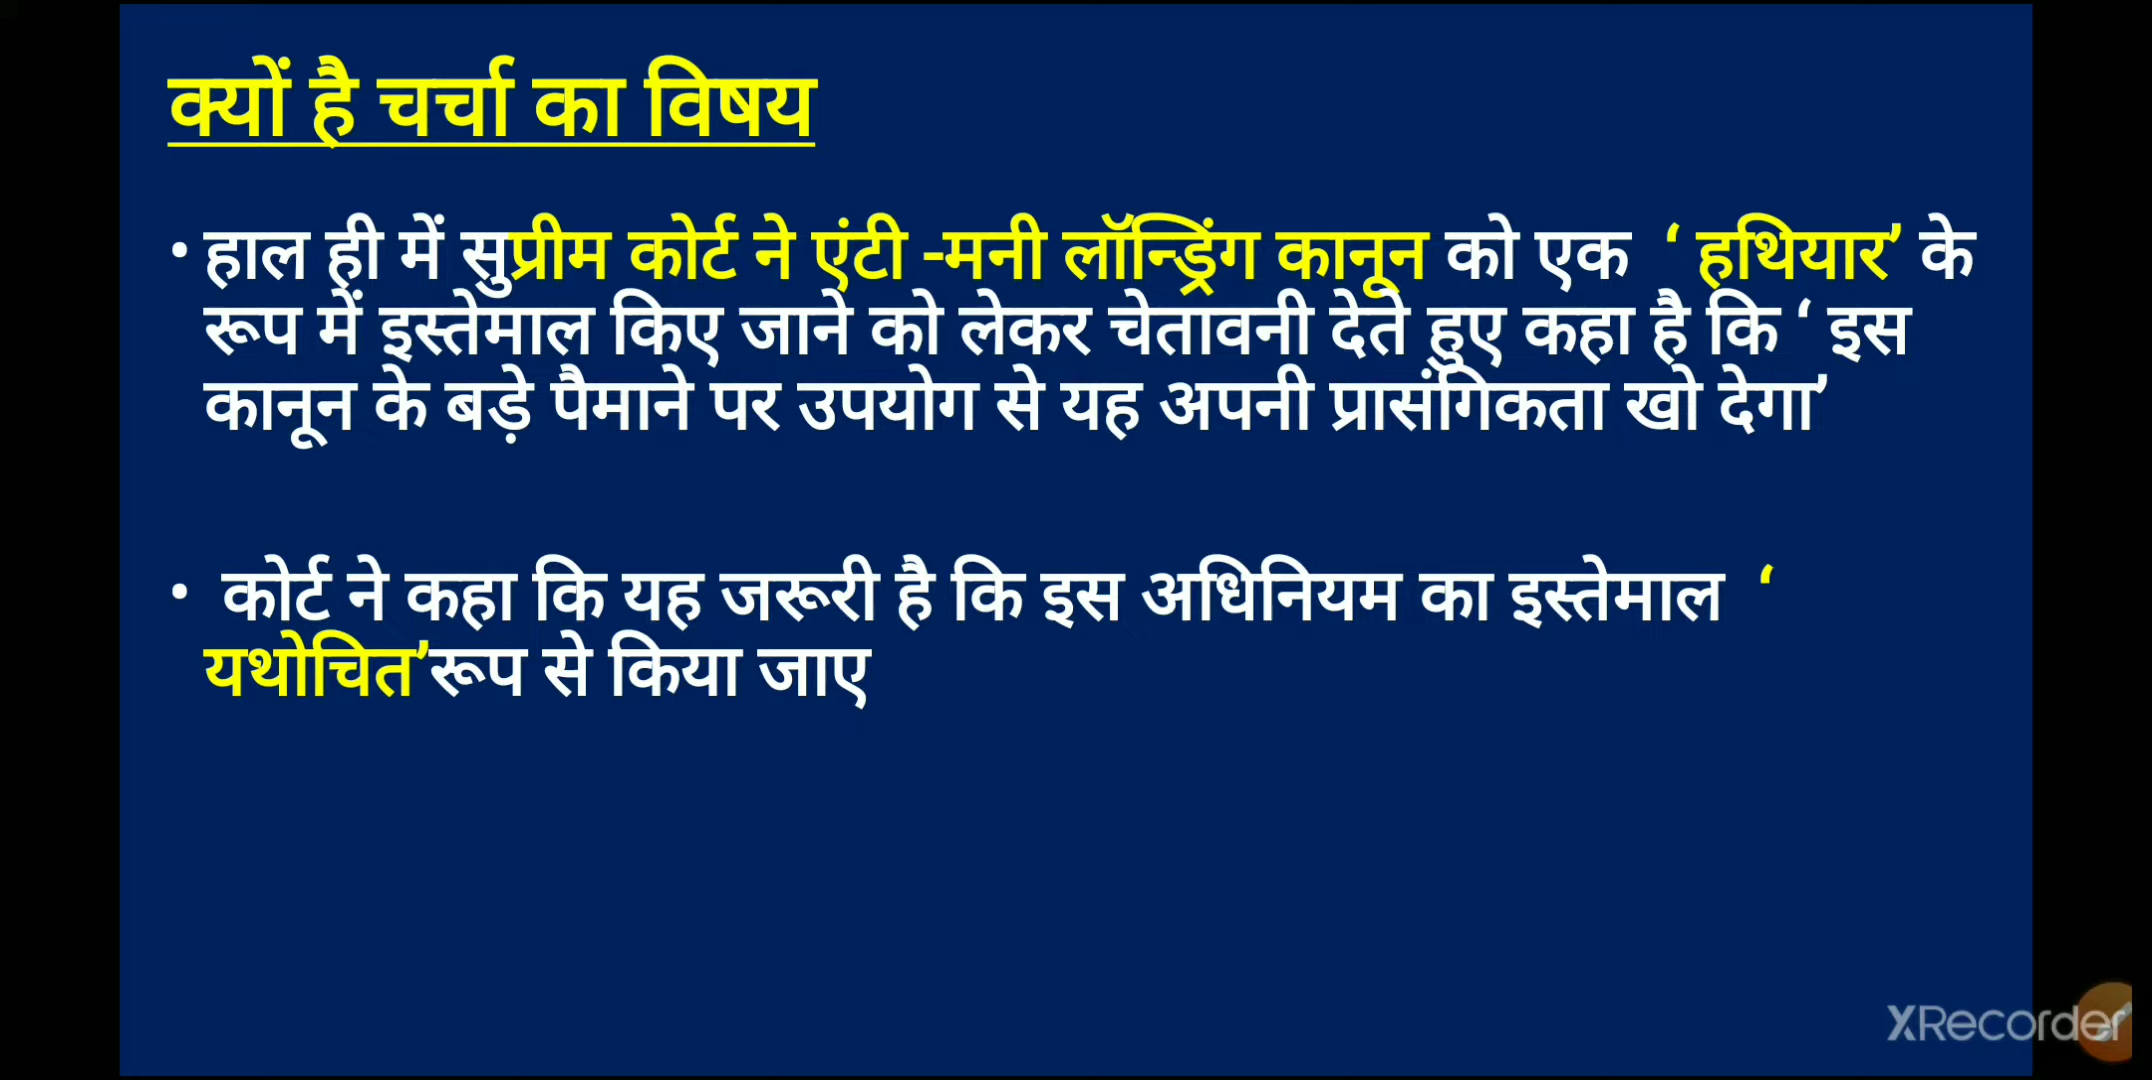 क्यों है चर्चा का विषय
• हाल ही में सुप्रीम कोर्ट ने एंटी -मनी लॉन्ड्रिंग कानून को एक ‘ हथियार’ के
रूप में इस्तेमाल किए जाने को लेकर चेतावनी देते हुए कहा है कि ‘ इस
कानून के बड़े पैमाने पर उपयोग से यह अपनी प्रासंगिकता खो देगा’
• कोर्ट ने कहा कि यह जरूरी है कि इस अधिनियम का इस्तेमाल ‘
यथोचित’रूप से किया जाए
XRecorder